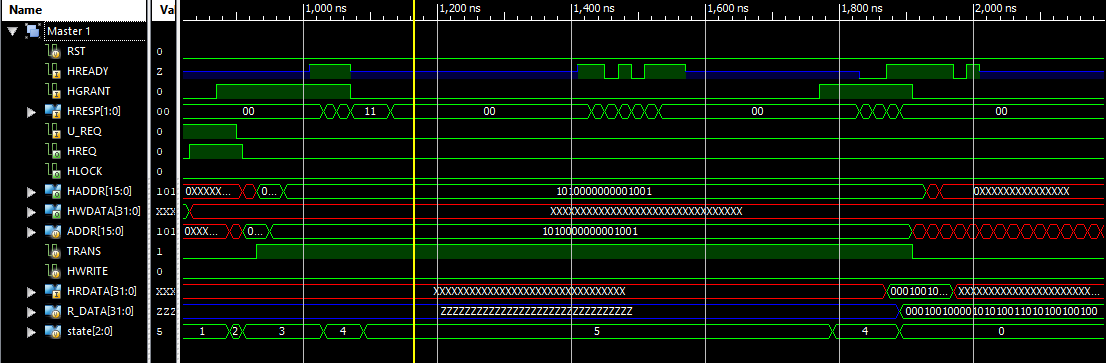 Name Va 1,000 ns 1,200 ns 1,400 ns 1,600 ns 1,800 ns 2,000 ns
Master 1
RST 0
HREADY Z
HGRANT 0
HRESP[1:0] 00 00 11 00 00 00
U_REQ 0
HREQ 0
HLOCK 0
HADDR[15:0] 101 0XXXXX... 0... 1010000000001001 0XXXXXXXXXXXXXXX
HWDATA[31:0] XXX XXXXXXXXXXXXXXXXXXXXXXXXXXXXXXXX
ADDR[15:0] 101 0XXX... 0... 1010000000001001
TRANS 1
HWRITE 0
HRDATA[31:0] XXX XXXXXXXXXXXXXXXXXXXXXXXXXXXXXXXX 00010010... XXXXXXXXXXXXXXXXXXXXXX...
R_DATA[31:0] ZZZ ZZZZZZZZZZZZZZZZZZZZZZZZZZZZZZZZ 00010010000101010011010100100100
state[2:0] 5 1 2 3 4 5 4 0